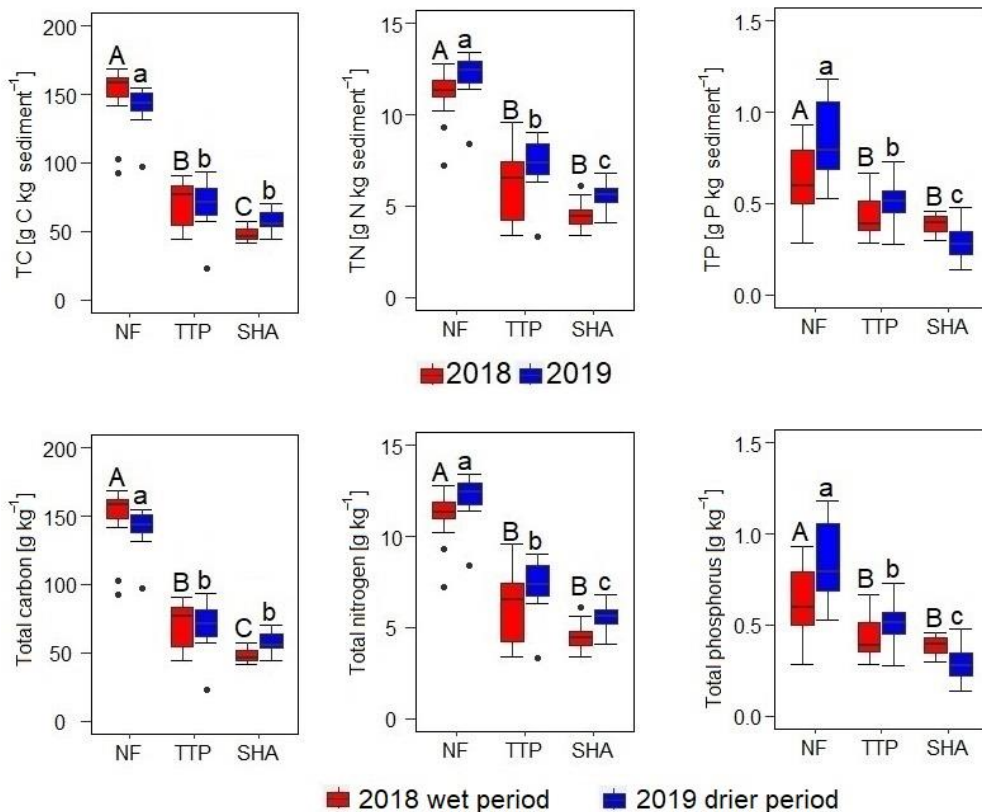 TC [g C kg sediment⁻¹]
200
150
100
50
0
A
a
B
b
C
b
NF TTP SHA
TN [g N kg sediment⁻¹]
15
10
5
0
A
a
B
b
B
c
NF TTP SHA
TP [g P kg sediment⁻¹]
1.5
1.0
0.5
0.0
A
a
B
b
B
c
NF TTP SHA
2018 2019
Total carbon [g kg⁻¹]
200
150
100
50
0
A
a
B
b
C
b
NF TTP SHA
Total nitrogen [g kg⁻¹]
15
10
5
0
A
a
B
b
B
c
NF TTP SHA
Total phosphorus [g kg⁻¹]
1.5
1.0
0.5
0.0
A
a
B
b
B
c
NF TTP SHA
2018 wet period 2019 drier period